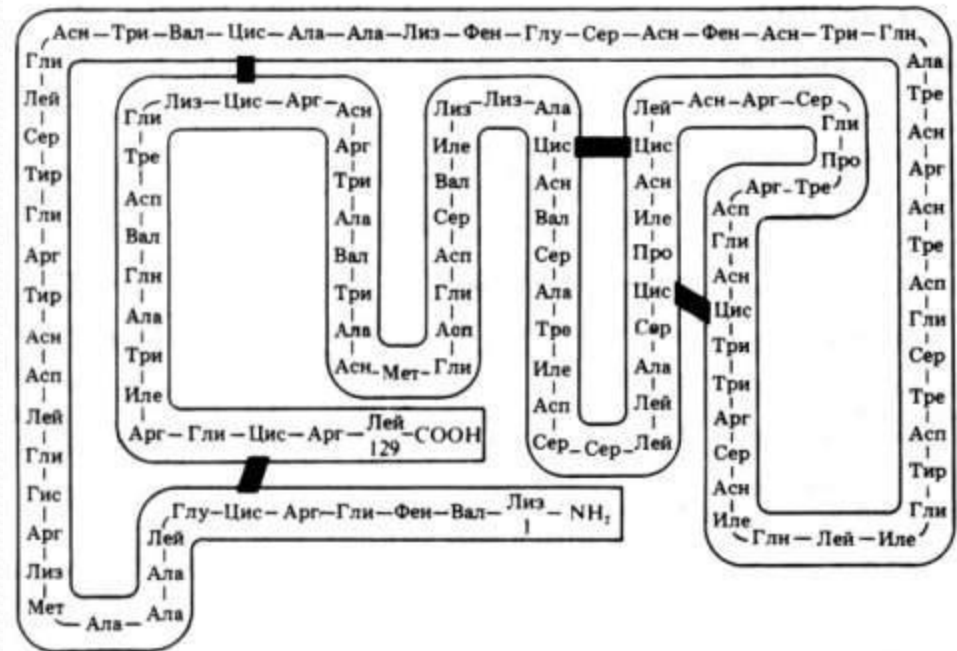 Асн–Три–Вал–Цис–Ала–Ала–Лиз–Фен–Глу–Сер–Асн–Фен–Асн–Три–Глн
Гли
Лей
Сер
Тир
Гли
Арг
Тир
Асн
Асп
Лей
Гли
Гис
Арг
Лиз
Мет–Ала–Ала
Ала
Лей
Глу–Цис–Арг–Гли–Фен–Вал–Лиз–NH₂
1
Ала
Тре
Асн
Арг
Асн
Тре
Асп
Гли
Сер
Тре
Асп
Тир
Гли
Глн–Лей–Иле
Иле
Асн
Сер
Арг
Три
Три
Цис
Асн
Гли
Асп
Арг–Тре
Про
Гли
Лей–Асн–Арг–Сер
Цис
Асн
Иле
Про
Цис
Сер
Ала
Лей
Сер–Сер–Лей
Асп
Иле
Тре
Ала
Сер
Вал
Асн
Цис
Лиз–Лиз–Ала
Иле
Вал
Сер
Асп
Гли
Асп
Асн–Мет–Гли
Ала
Три
Вал
Ала
Три
Арг
Асн
Гли–Лиз–Цис–Арг
Тре
Асп
Вал
Глн
Ала
Три
Иле
Арг–Гли–Цис–Арг–Лей–COOH
129